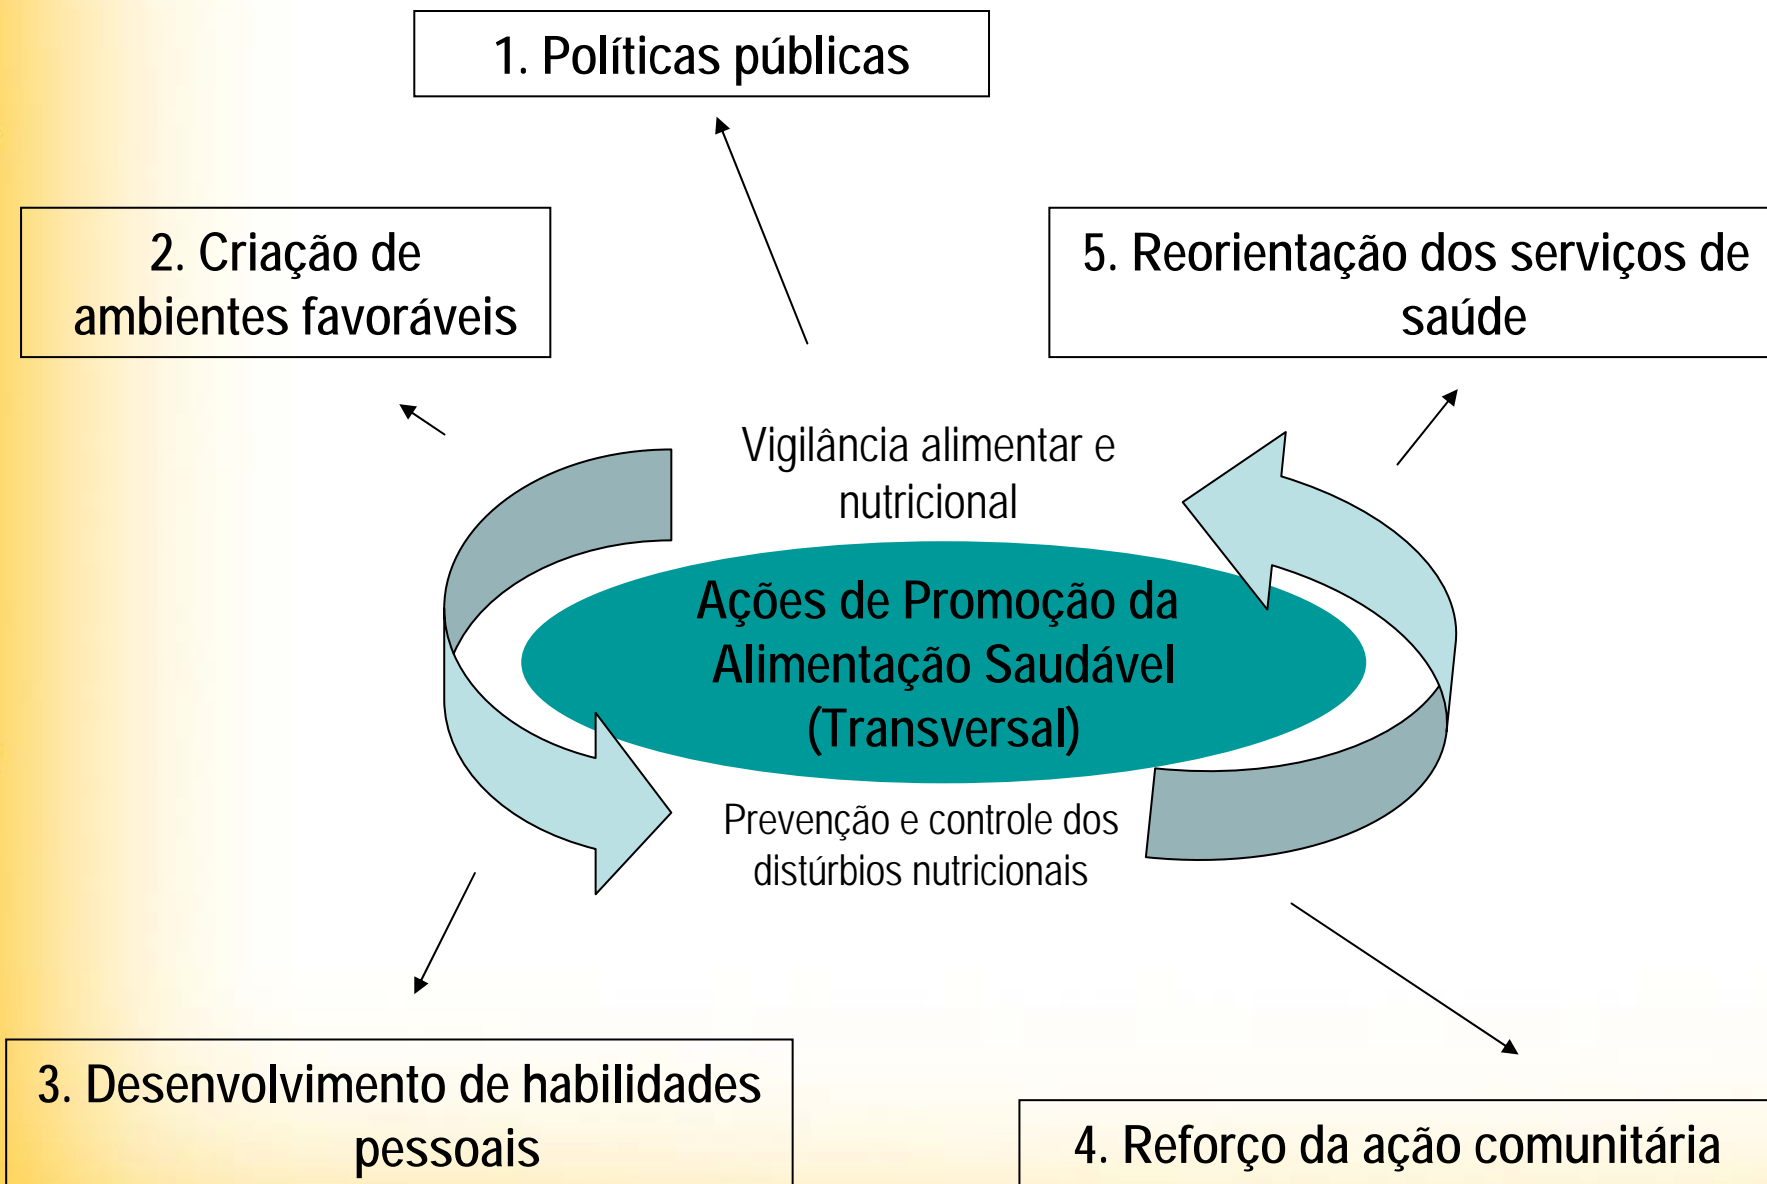 1. Políticas públicas
2. Criação de
ambientes favoráveis
5. Reorientação dos serviços de
saúde
Vigilância alimentar e
nutricional
Ações de Promoção da
Alimentação Saudável
(Transversal)
Prevenção e controle dos
distúrbios nutricionais
3. Desenvolvimento de habilidades
pessoais
4. Reforço da ação comunitária